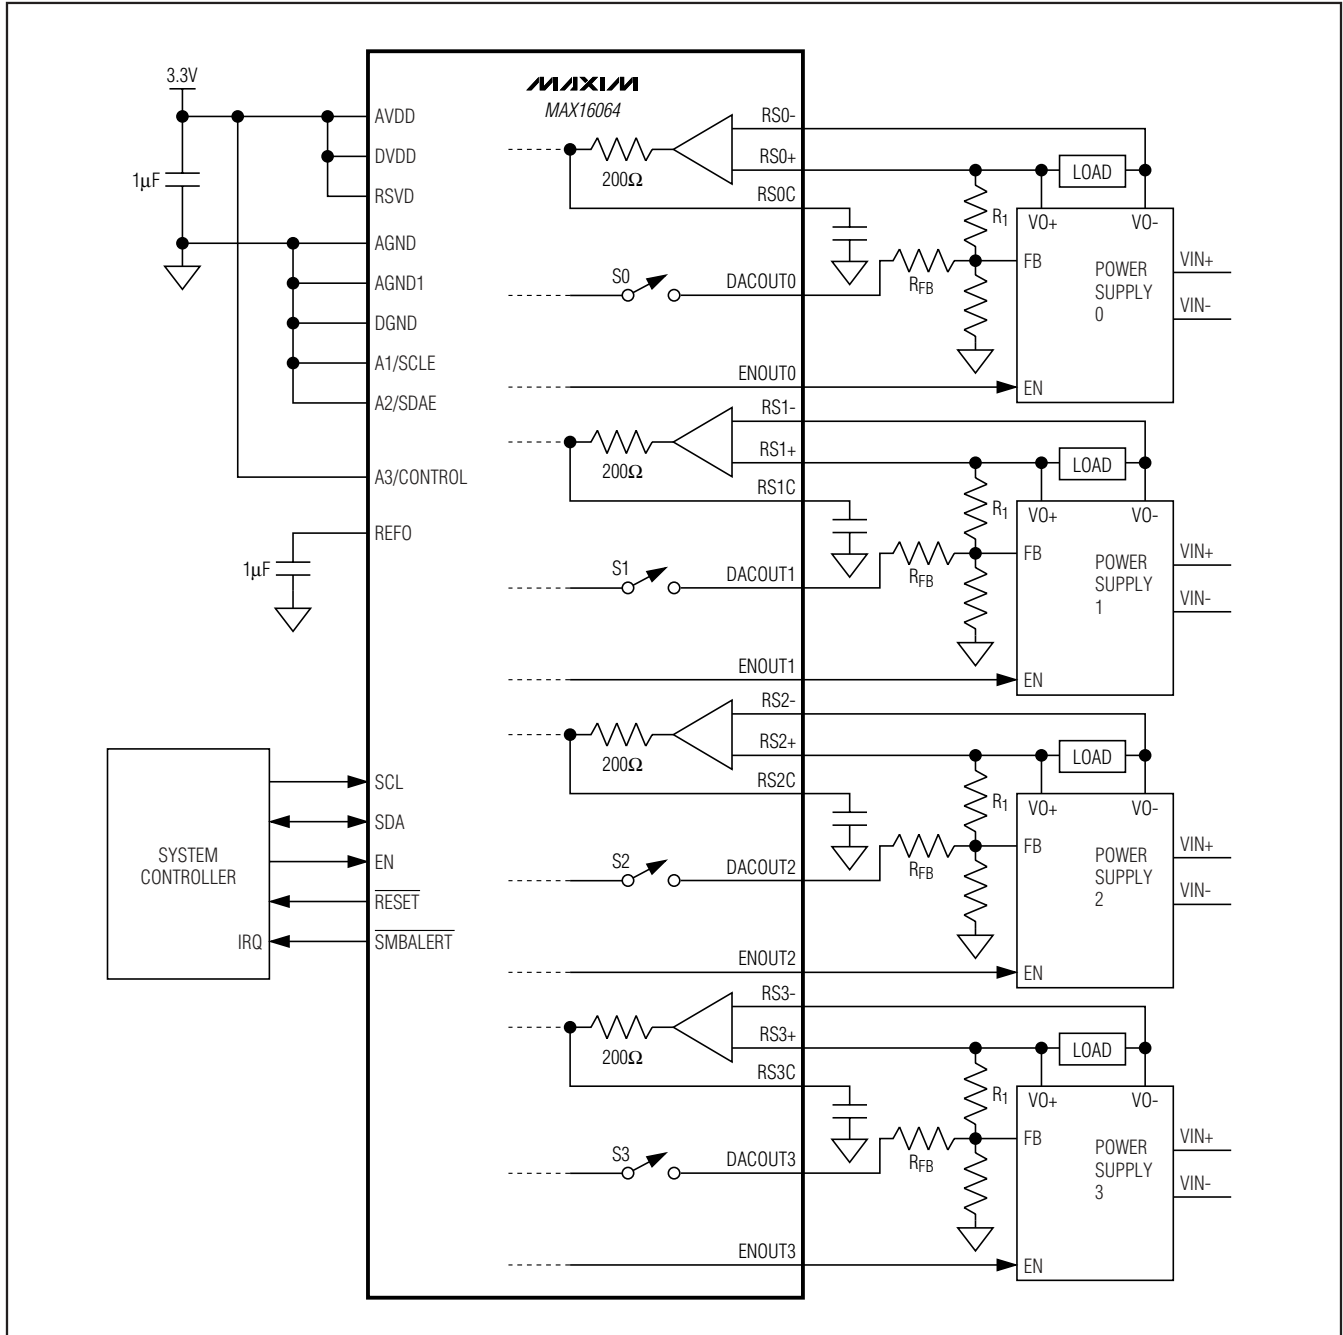 3.3V
1μF
AVDD
DVDD
RSVD
AGND
AGND1
DGND
A1/SCLE
A2/SDAE
A3/CONTROL
REFO
1μF
SYSTEM
CONTROLLER
IRQ
SCL
SDA
EN
RESET
SMBALERT
MAXIM
MAX16064
200Ω
RS0-
RS0+
RS0C
S0
DACOUT0
ENOUT0
RFB
R1
LOAD
VO+
VO-
FB
POWER
SUPPLY
0
EN
VIN+
VIN-
200Ω
RS1-
RS1+
RS1C
S1
DACOUT1
ENOUT1
RFB
R1
LOAD
VO+
VO-
FB
POWER
SUPPLY
1
EN
VIN+
VIN-
200Ω
RS2-
RS2+
RS2C
S2
DACOUT2
ENOUT2
RFB
R1
LOAD
VO+
VO-
FB
POWER
SUPPLY
2
EN
VIN+
VIN-
200Ω
RS3-
RS3+
RS3C
S3
DACOUT3
ENOUT3
RFB
R1
LOAD
VO+
VO-
FB
POWER
SUPPLY
3
EN
VIN+
VIN-